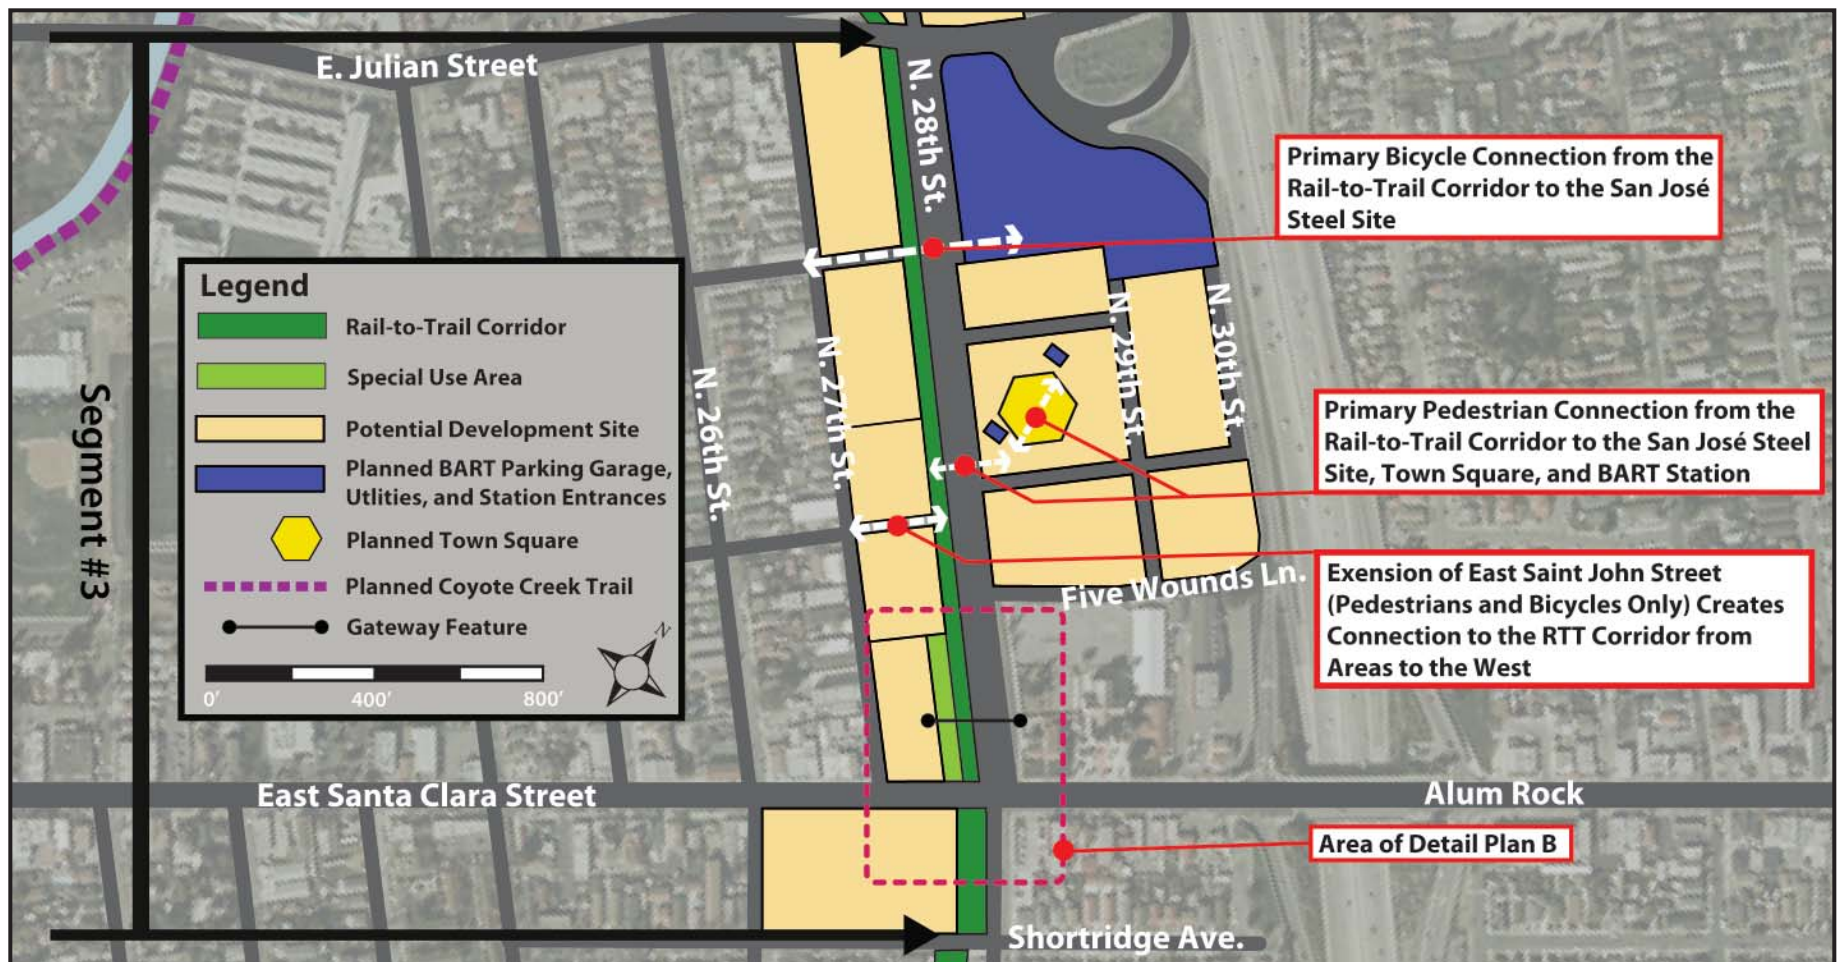 E. Julian Street
N. 28th St.
Primary Bicycle Connection from the
Rail-to-Trail Corridor to the San José
Steel Site
Legend
Rail-to-Trail Corridor
Special Use Area
Potential Development Site
Planned BART Parking Garage,
Utlities, and Station Entrances
Planned Town Square
Planned Coyote Creek Trail
Gateway Feature
N
0'
400'
800'
Segment #3
N. 26th St.
N. 27th St.
N. 29th St.
N. 30th St.
Primary Pedestrian Connection from the
Rail-to-Trail Corridor to the San José Steel
Site, Town Square, and BART Station
Exension of East Saint John Street
(Pedestrians and Bicycles Only) Creates
Connection to the RTT Corridor from
Areas to the West
Five Wounds Ln.
East Santa Clara Street
Alum Rock
Area of Detail Plan B
Shortridge Ave.